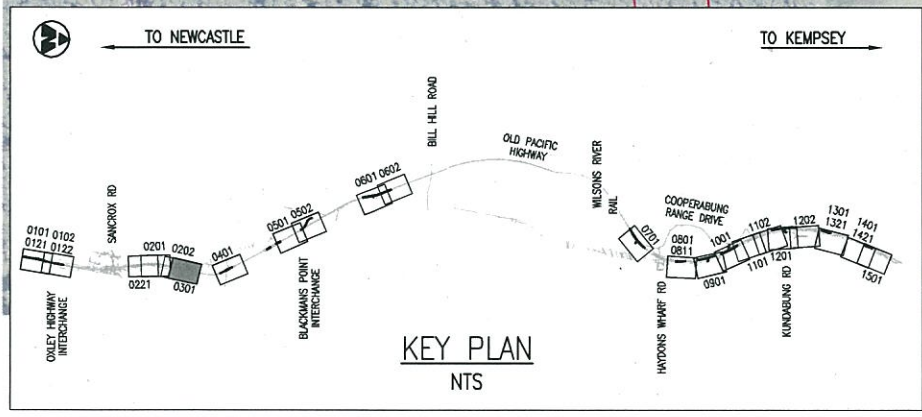 TO NEWCASTLE
TO KEMPSEY
BILL HILL ROAD
OLD PACIFIC
HIGHWAY
WILSONS RIVER
RAIL
SANCROX RD
0601 0602
COOPERABUNG
RANGE DRIVE
0501 0502
0701
0101 0102
0121 0122
0201
0202
0221
0301
0401
0801
0811
1001
0901
1102
1101
1202
1201
1301
1321
1401
1421
1501
OXLEY HIGHWAY
INTERCHANGE
BLACKMANS POINT
INTERCHANGE
HAYDONS WHARF RD
KUNDABUNG RD
KEY PLAN
NTS